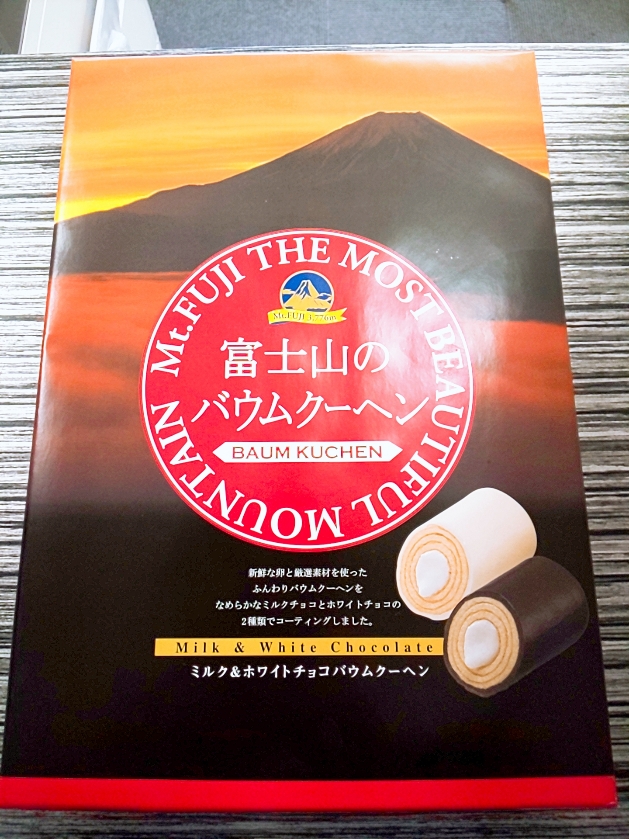 Mt.FUJI THE MOST BEAUTIFUL MOUNTAIN
Mt.FUJI 3,776m
富士山の
バウムクーヘン
BAUM KUCHEN
新鮮な卵と厳選素材を使った
ふんわりバウムクーヘンを
なめらかなミルクチョコとホワイトチョコの
2種類でコーティングしました。
Milk & White Chocolate
ミルク&ホワイトチョコバウムクーヘン